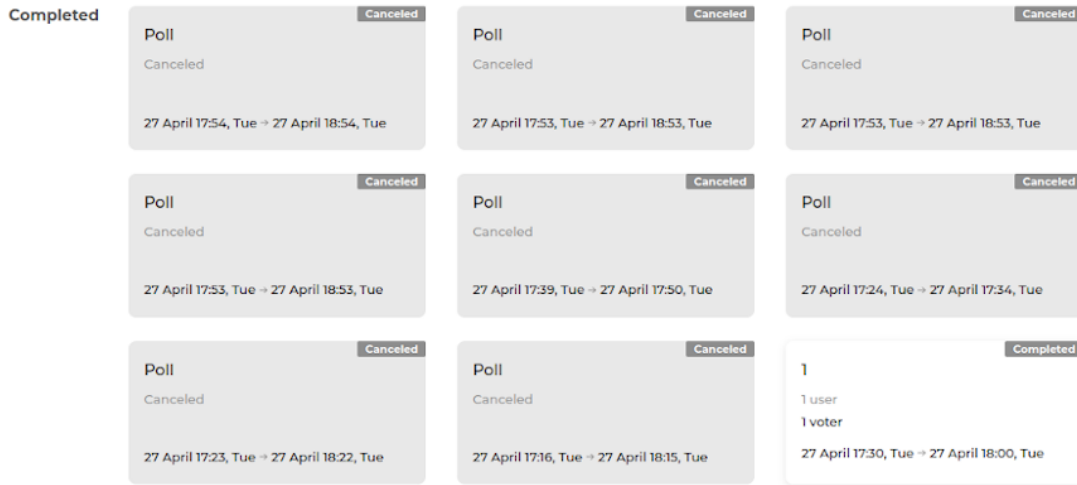 Completed
Canceled
Poll
Canceled
27 April 17:54, Tue → 27 April 18:54, Tue
Canceled
Poll
Canceled
27 April 17:53, Tue → 27 April 18:53, Tue
Canceled
Poll
Canceled
27 April 17:53, Tue → 27 April 18:53, Tue
Canceled
Poll
Canceled
27 April 17:53, Tue → 27 April 18:53, Tue
Canceled
Poll
Canceled
27 April 17:39, Tue → 27 April 17:50, Tue
Canceled
Poll
Canceled
27 April 17:24, Tue → 27 April 17:34, Tue
Canceled
Poll
Canceled
27 April 17:23, Tue → 27 April 18:22, Tue
Canceled
Poll
Canceled
27 April 17:16, Tue → 27 April 18:15, Tue
Completed
1
1 user
1 voter
27 April 17:30, Tue → 27 April 18:00, Tue